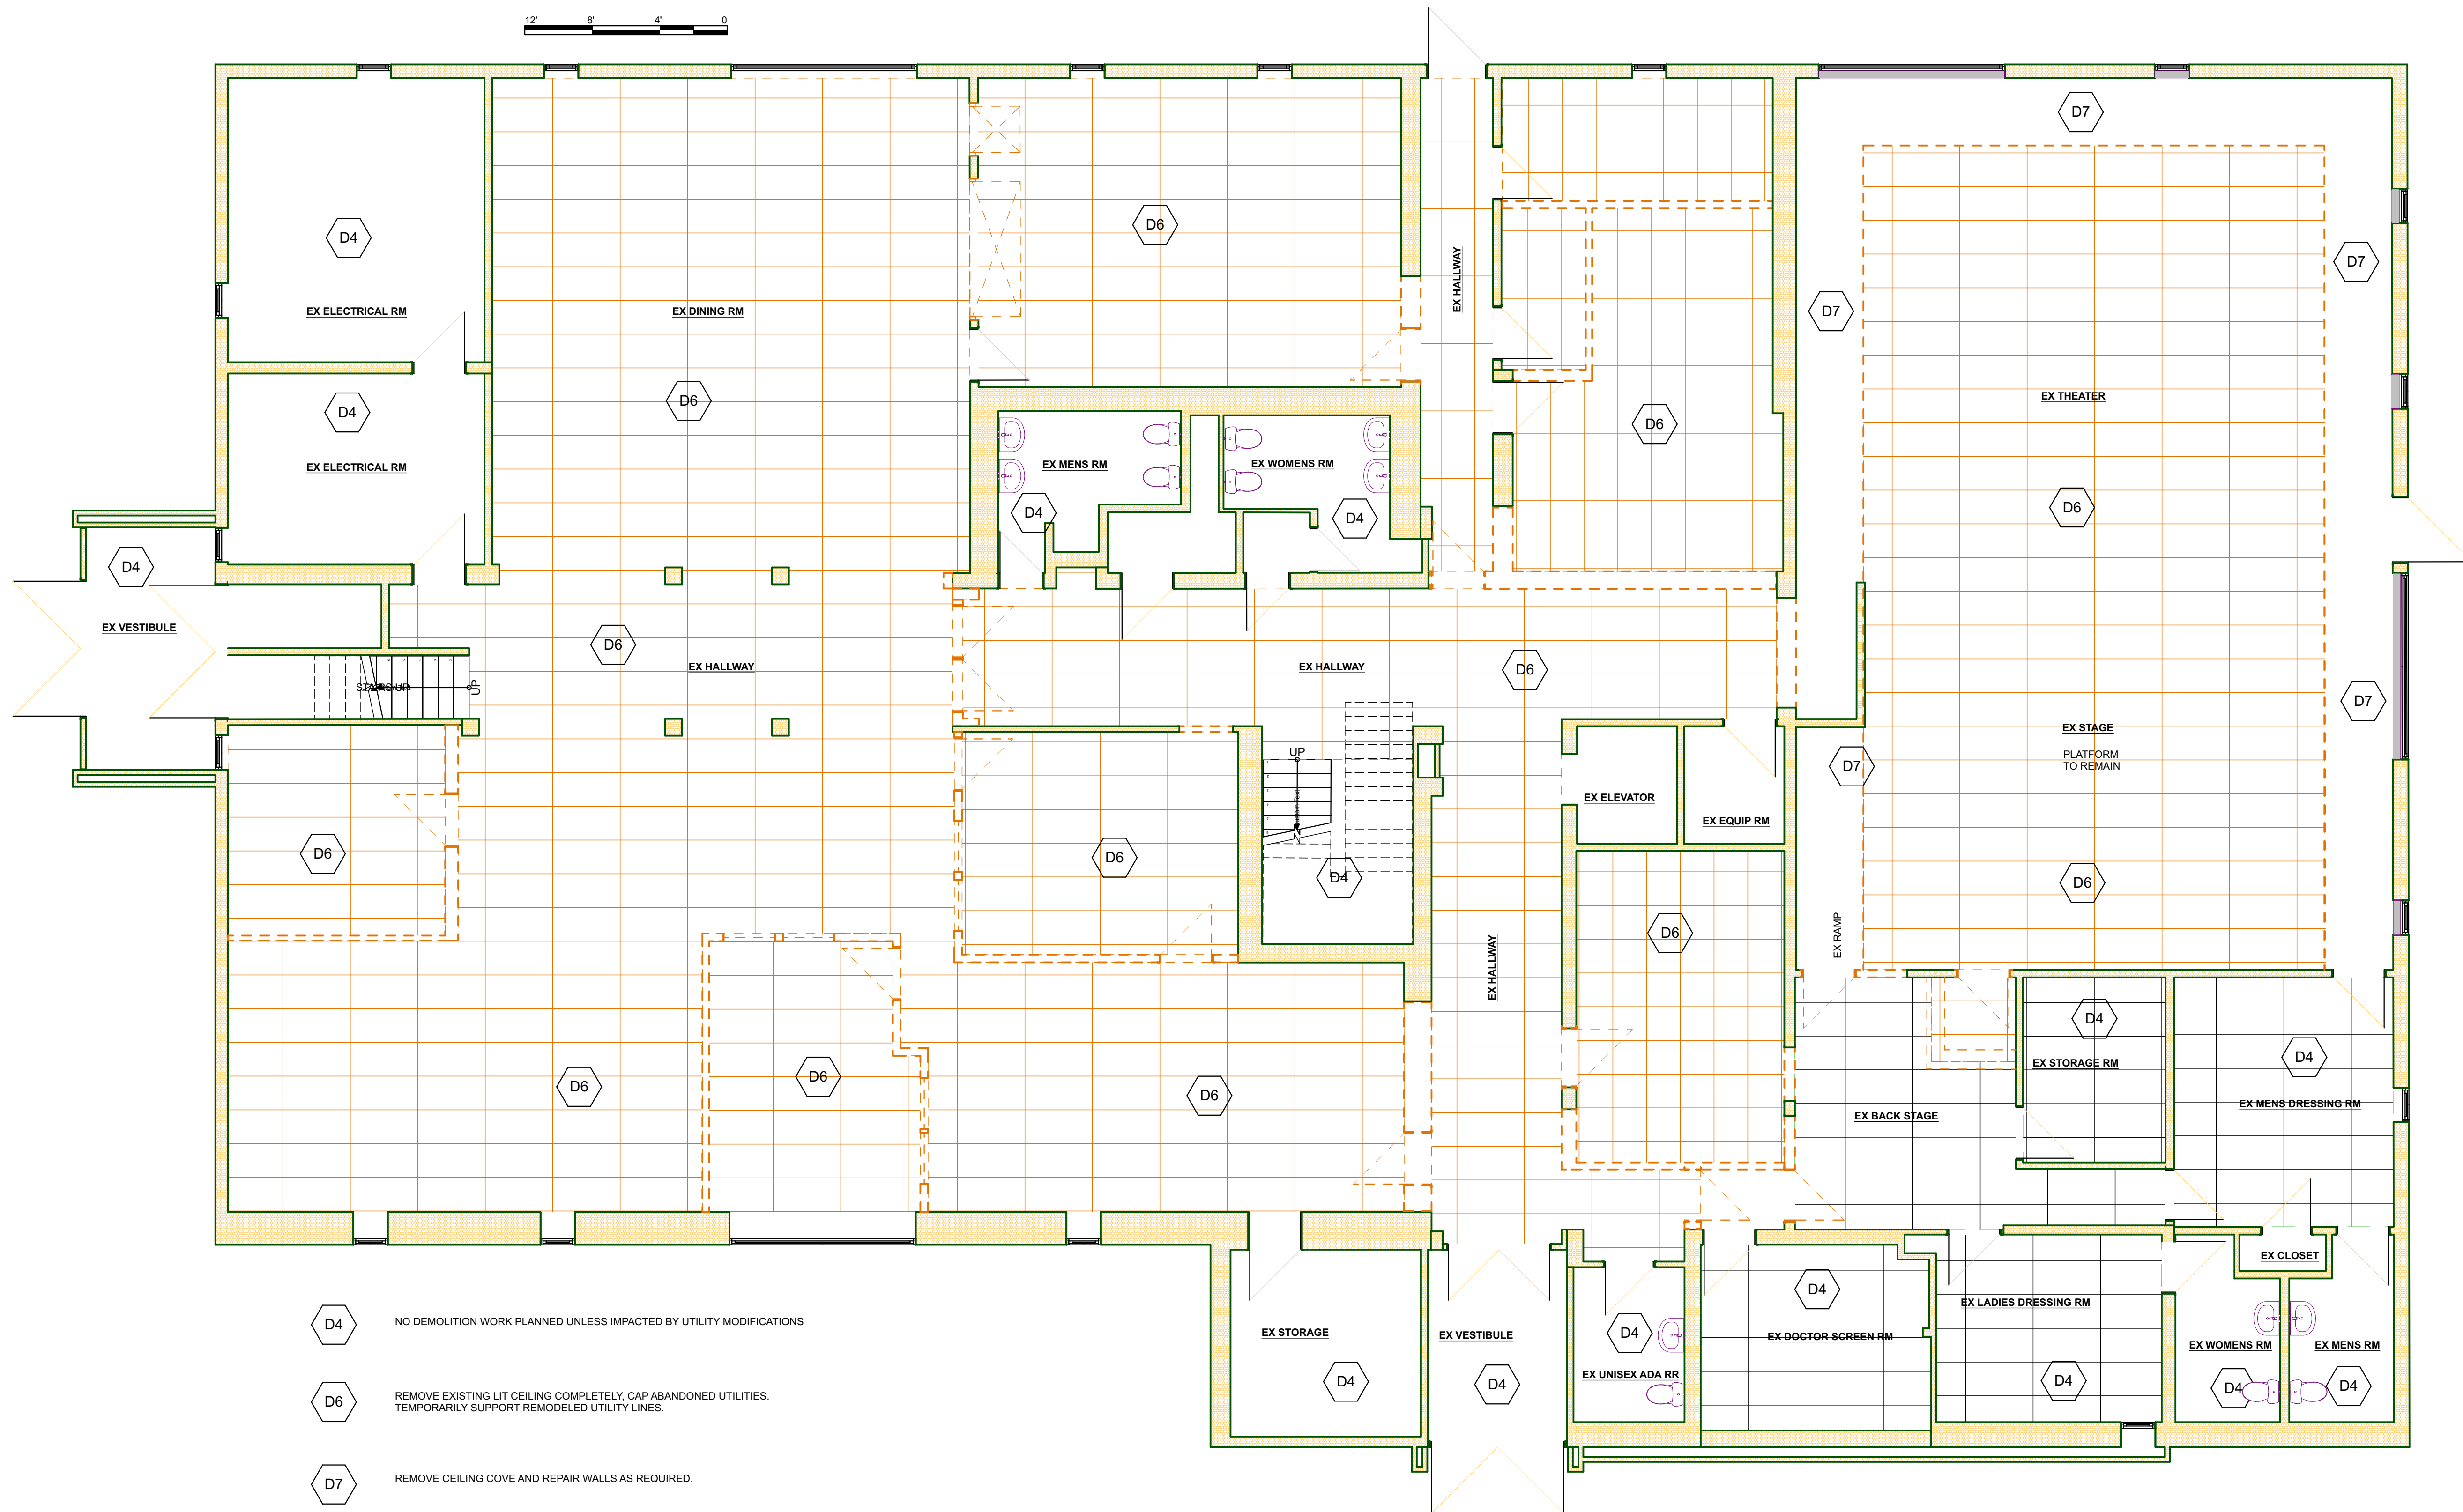 12' 8' 4' 0
D7
D6
D4
D7
EX HALLWAY
D7
EX ELECTRICAL RM
EX DINING RM
EX THEATER
D6
D4
D6
EX MENS RM
EX WOMENS RM
EX ELECTRICAL RM
D6
D4
D4
D4
EX VESTIBULE
D6
EX HALLWAY
EX HALLWAY
D6
STAIRS UP
UP
D7
EX STAGE
PLATFORM
TO REMAIN
UP
D7
EX ELEVATOR
EX EQUIP RM
D6
D6
D4
D6
D6
EX RAMP
EX HALLWAY
D4
EX STORAGE RM
D4
D6
D6
D6
EX MENS DRESSING RM
EX BACK STAGE
EX CLOSET
D4
EX LADIES DRESSING RM
EX STORAGE
EX VESTIBULE
D4
EX DOCTOR SCREEN RM
EX WOMENS RM
EX MENS RM
EX UNISEX ADA RR
D4
D4
D4
D4
D4
D4 NO DEMOLITION WORK PLANNED UNLESS IMPACTED BY UTILITY MODIFICATIONS
D6 REMOVE EXISTING LIT CEILING COMPLETELY, CAP ABANDONED UTILITIES.
TEMPORARILY SUPPORT REMODELED UTILITY LINES.
D7 REMOVE CEILING COVE AND REPAIR WALLS AS REQUIRED.